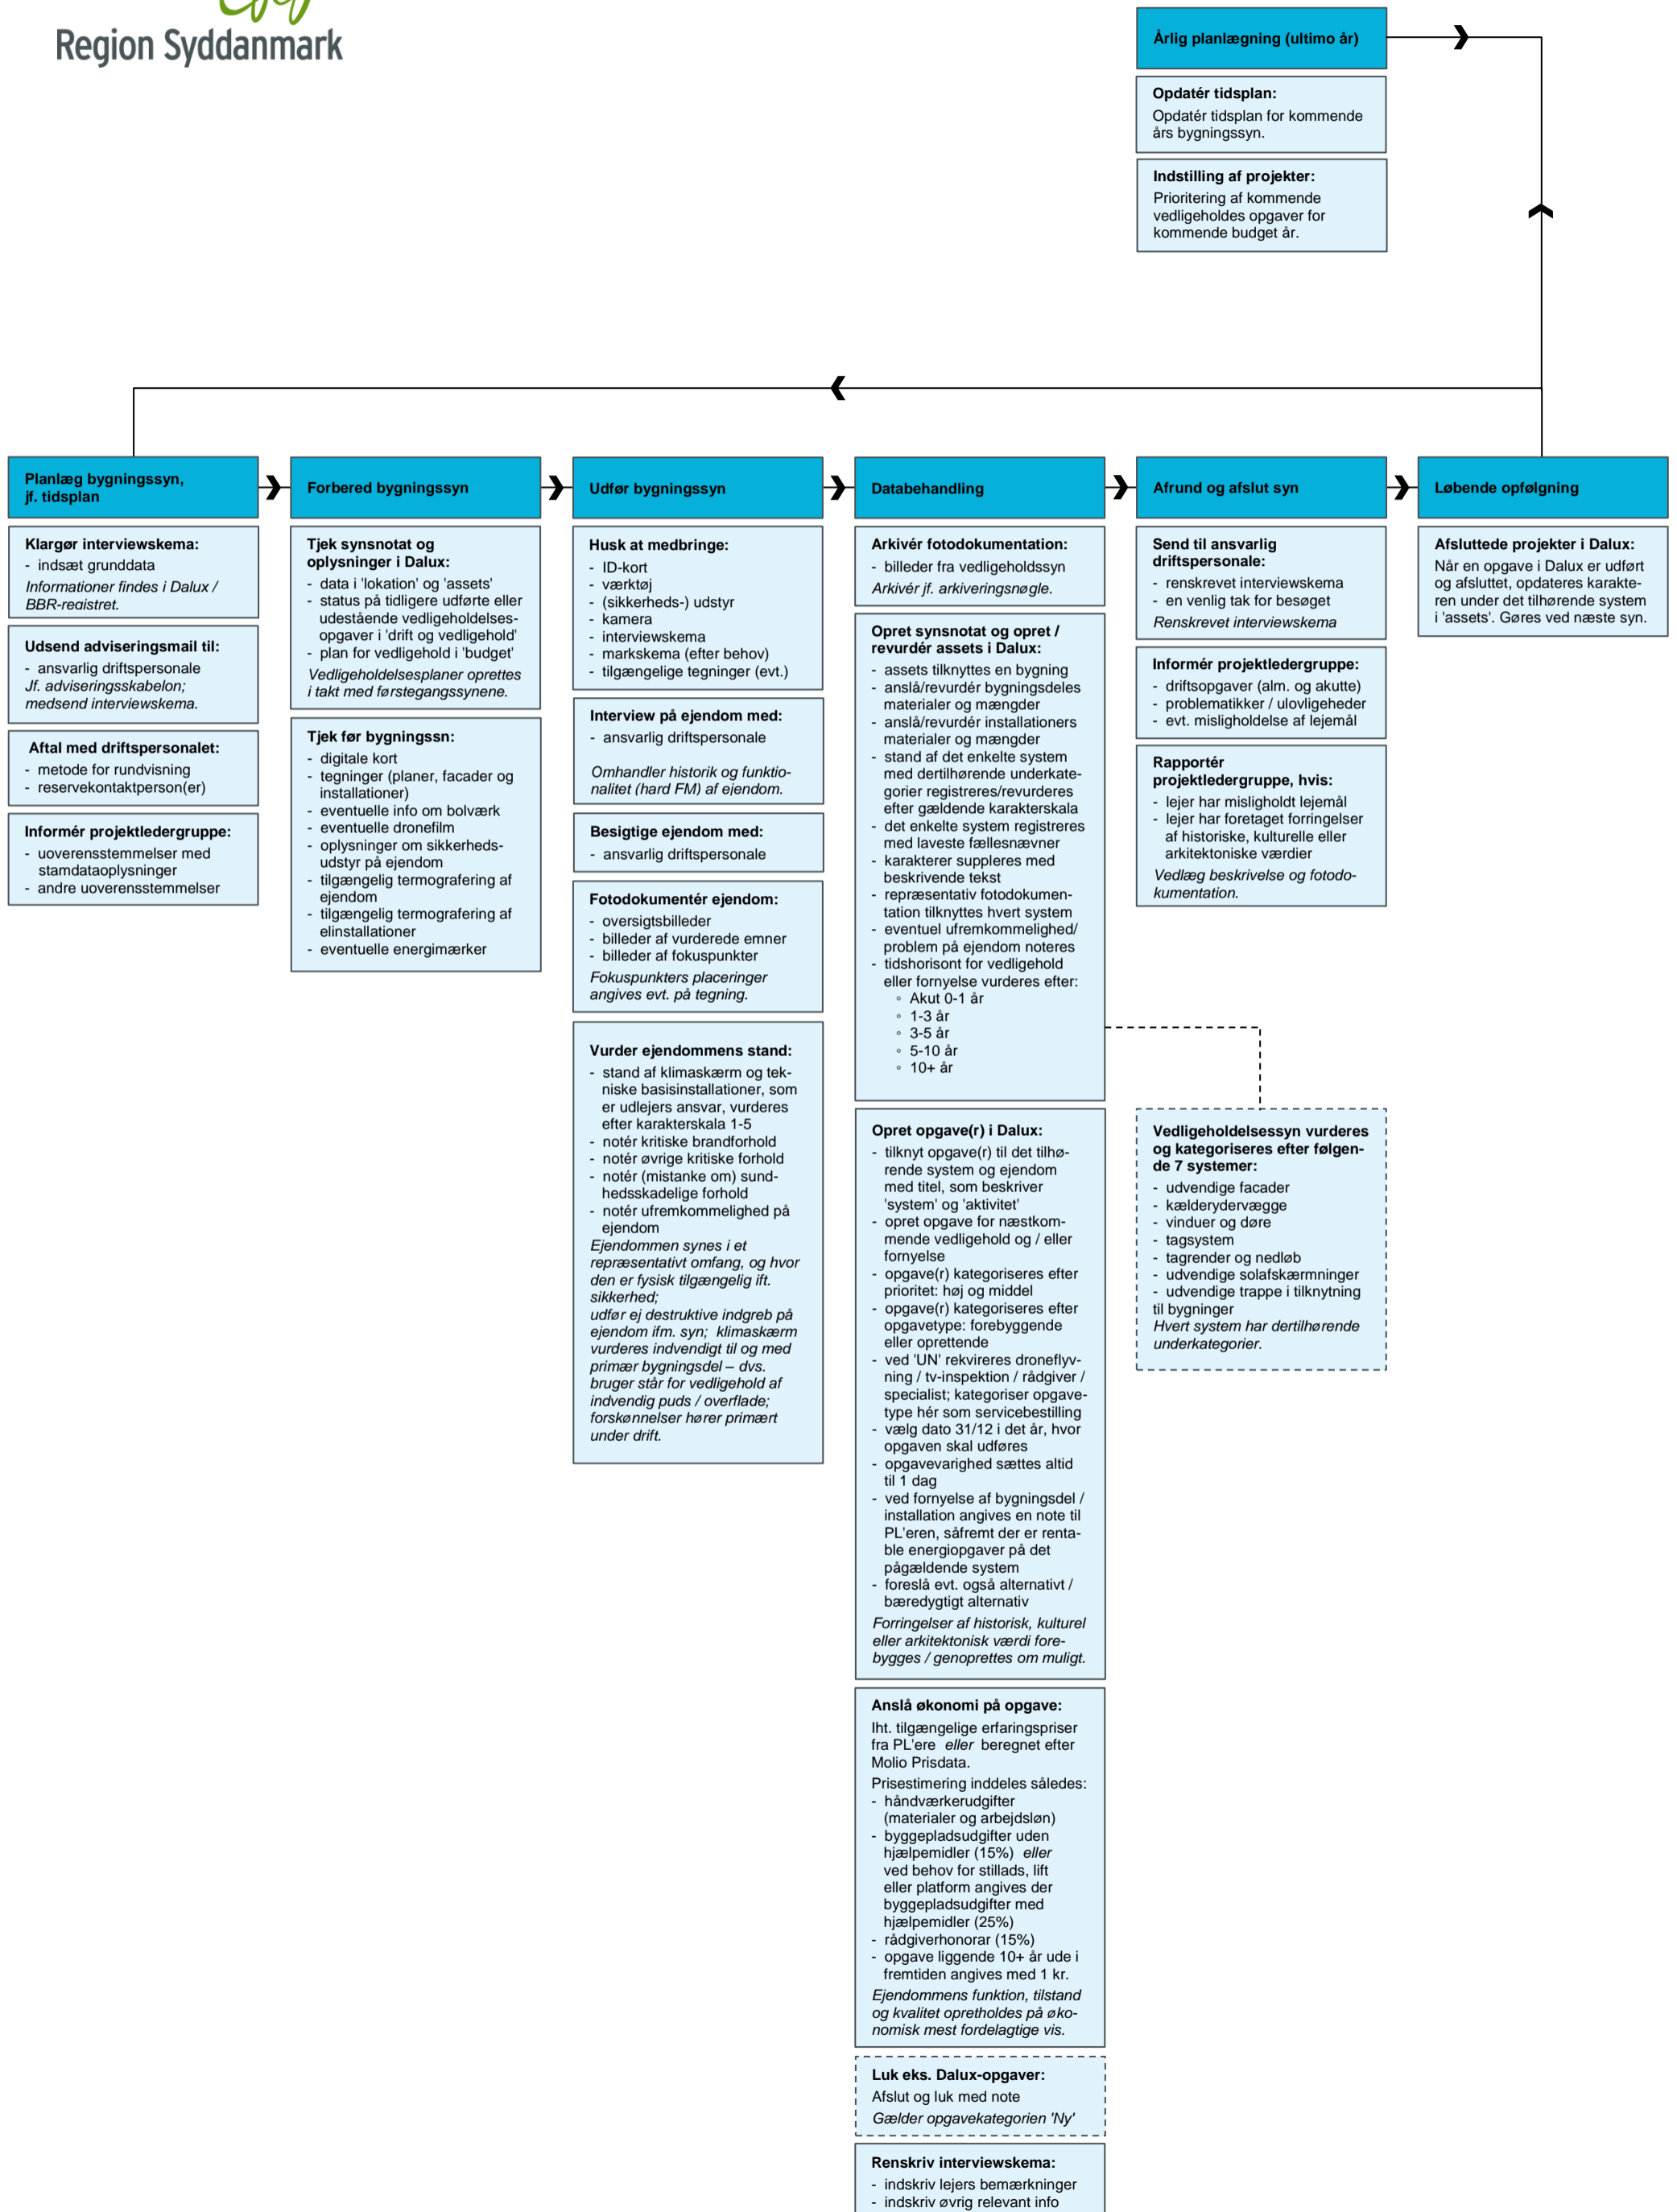 Region Syddanmark
Årlig planlægning (ultimo år)
Opdatér tidsplan:
Opdatér tidsplan for kommende
års bygningssyn.
Indstilling af projekter:
Prioritering af kommende
vedligeholdes opgaver for
kommende budget år.
Planlæg bygningssyn,
jf. tidsplan
Klargør interviewskema:
- indsæt grunddata
Informationer findes i Dalux /
BBR-registret.
Udsend adviseringsmail til:
- ansvarlig driftspersonale
Jf. adviseringsskabelon;
medsend interviewskema.
Aftal med driftspersonalet:
- metode for rundvisning
- reservekontaktperson(er)
Informér projektledergruppe:
- uoverensstemmelser med
stamdataoplysninger
- andre uoverensstemmelser
Forbered bygningssyn
Tjek synsnotat og
oplysninger i Dalux:
- data i 'lokation' og 'assets'
- status på tidligere udførte eller
udestående vedligeholdelses-
opgaver i 'drift og vedligehold'
- plan for vedligehold i 'budget'
Vedligeholdelsesplaner oprettes
i takt med førstegangssynene.
Tjek før bygningssn:
- digitale kort
- tegninger (planer, facader og
installationer)
- eventuelle info om bolværk
- eventuelle dronefilm
- oplysninger om sikkerheds-
udstyr på ejendom
- tilgængelig termografering af
ejendom
- tilgængelig termografering af
elinstallationer
- eventuelle energimærker
Udfør bygningssyn
Husk at medbringe:
- ID-kort
- værktøj
- (sikkerheds-) udstyr
- kamera
- interviewskema
- markskema (efter behov)
- tilgængelige tegninger (evt.)
Interview på ejendom med:
- ansvarlig driftspersonale
Omhandler historik og funktio-
nalitet (hard FM) af ejendom.
Besigtige ejendom med:
- ansvarlig driftspersonale
Fotodokumentér ejendom:
- oversigtsbilleder
- billeder af vurderede emner
- billeder af fokuspunkter
Fokuspunkters placeringer
angives evt. på tegning.
Vurder ejendommens stand:
- stand af klimaskærm og tek-
niske basisinstallationer, som
er udlejers ansvar, vurderes
efter karakterskala 1-5
- notér kritiske brandforhold
- notér øvrige kritiske forhold
- notér (mistanke om) sund-
hedsskadelige forhold
- notér ufremkommelighed på
ejendom
Ejendommen synes i et
repræsentativt omfang, og hvor
den er fysisk tilgængelig ift.
sikkerhed;
udfør ej destruktive indgreb på
ejendom ifm. syn; klimaskærm
vurderes indvendigt til og med
primær bygningsdel – dvs.
bruger står for vedligehold af
indvendig puds / overflade;
forskønnelser hører primært
under drift.
Databehandling
Arkivér fotodokumentation:
- billeder fra vedligeholdssyn
Arkivér jf. arkiveringsnøgle.
Opret synsnotat og opret /
revurdér assets i Dalux:
- assets tilknyttes en bygning
- anslå/revurdér bygningsdeles
materialer og mængder
- anslå/revurdér installationers
materialer og mængder
- stand af det enkelte system
med dertilhørende underkate-
gorier registreres/revurderes
efter gældende karakterskala
- det enkelte system registreres
med laveste fællesnævner
- karakterer suppleres med
beskrivende tekst
- repræsentativ fotodokumen-
tation tilknyttes hvert system
- eventuel ufremkommelighed/
problem på ejendom noteres
- tidshorisont for vedligehold
eller fornyelse vurderes efter:
◦ Akut 0-1 år
◦ 1-3 år
◦ 3-5 år
◦ 5-10 år
◦ 10+ år
Opret opgave(r) i Dalux:
- tilknyt opgave(r) til det tilhø-
rende system og ejendom
med titel, som beskriver
'system' og 'aktivitet'
- opret opgave for næstkom-
mende vedligehold og / eller
fornyelse
- opgave(r) kategoriseres efter
prioritet: høj og middel
- opgave(r) kategoriseres efter
opgavetype: forebyggende
eller oprettende
- ved 'UN' rekvireres droneflyv-
ning / tv-inspektion / rådgiver /
specialist; kategoriser opgave-
type hér som servicebestilling
- vælg dato 31/12 i det år, hvor
opgaven skal udføres
- opgavevarighed sættes altid
til 1 dag
- ved fornyelse af bygningsdel /
installation angives en note til
PL'eren, såfremt der er renta-
ble energiopgaver på det
pågældende system
- foreslå evt. også alternativt /
bæredygtigt alternativ
Forringelser af historisk, kulturel
eller arkitektonisk værdi fore-
bygges / genoprettes om muligt.
Anslå økonomi på opgave:
Iht. tilgængelige erfaringspriser
fra PL'ere eller beregnet efter
Molio Prisdata.
Prisestimering inddeles således:
- håndværkerudgifter
(materialer og arbejdsløn)
- byggepladsudgifter uden
hjælpemidler (15%) eller
ved behov for stillads, lift
eller platform angives der
byggepladsudgifter med
hjælpemidler (25%)
- rådgiverhonorar (15%)
- opgave liggende 10+ år ude i
fremtiden angives med 1 kr.
Ejendommens funktion, tilstand
og kvalitet opretholdes på øko-
nomisk mest fordelagtige vis.
Luk eks. Dalux-opgaver:
Afslut og luk med note
Gælder opgavekategorien 'Ny'
Renskriv interviewskema:
- indskriv lejers bemærkninger
- indskriv øvrig relevant info
Afrund og afslut syn
Send til ansvarlig
driftspersonale:
- renskrevet interviewskema
- en venlig tak for besøget
Renskrevet interviewskema
Informér projektledergruppe:
- driftsopgaver (alm. og akutte)
- problematikker / ulovligheder
- evt. misligholdelse af lejemål
Rapportér
projektledergruppe, hvis:
- lejer har misligholdt lejemål
- lejer har foretaget forringelser
af historiske, kulturelle eller
arkitektoniske værdier
Vedlæg beskrivelse og fotodo-
kumentation.
Vedligeholdelsessyn vurderes
og kategoriseres efter følgen-
de 7 systemer:
- udvendige facader
- kælderydervægge
- vinduer og døre
- tagsystem
- tagrender og nedløb
- udvendige solafskærmninger
- udvendige trappe i tilknytning
til bygninger
Hvert system har dertilhørende
underkategorier.
Løbende opfølgning
Afsluttede projekter i Dalux:
Når en opgave i Dalux er udført
og afsluttet, opdateres karakte-
ren under det tilhørende system
i 'assets'. Gøres ved næste syn.